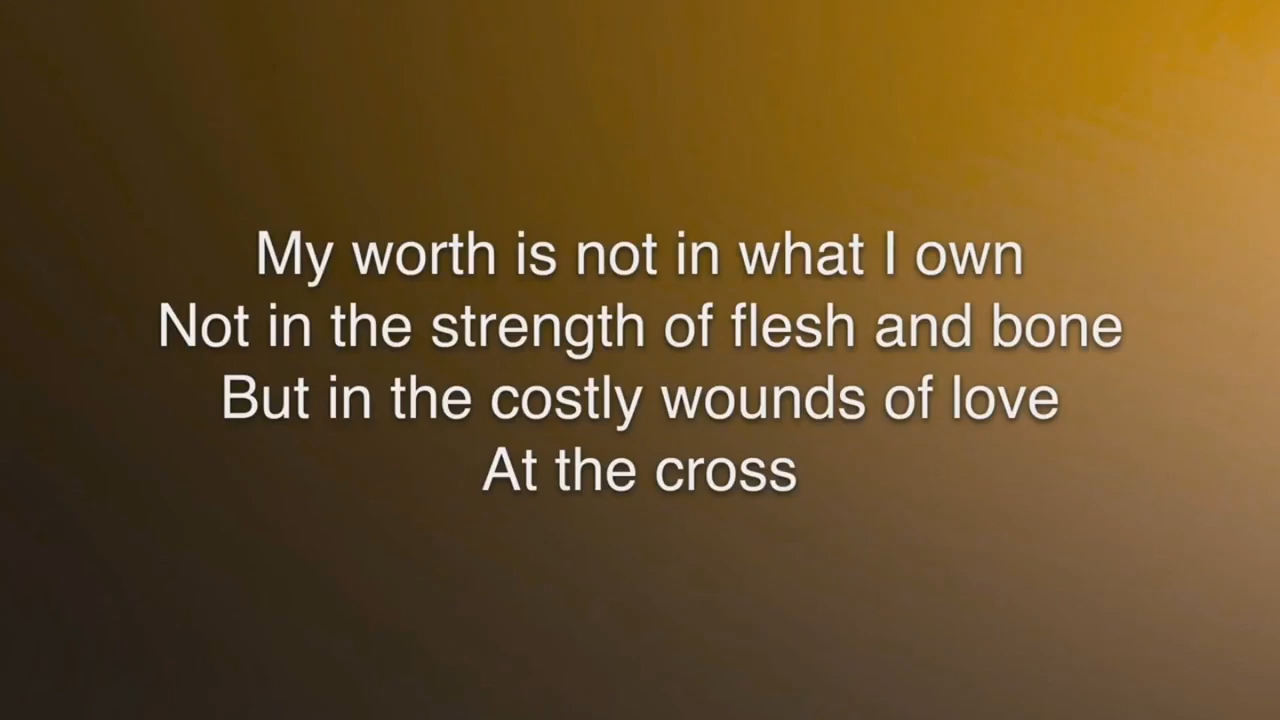 My worth is not in what I own
Not in the strength of flesh and bone
But in the costly wounds of love
At the cross